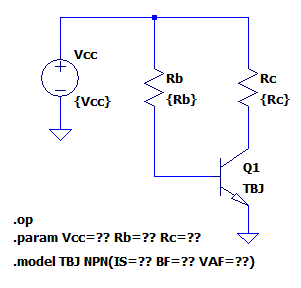 Vcc
{Vcc}
Rb
{Rb}
Rc
{Rc}
Q1
TBJ
.op
.param Vcc=?? Rb=?? Rc=??
.model TBJ NPN(IS=?? BF=?? VAF=??)